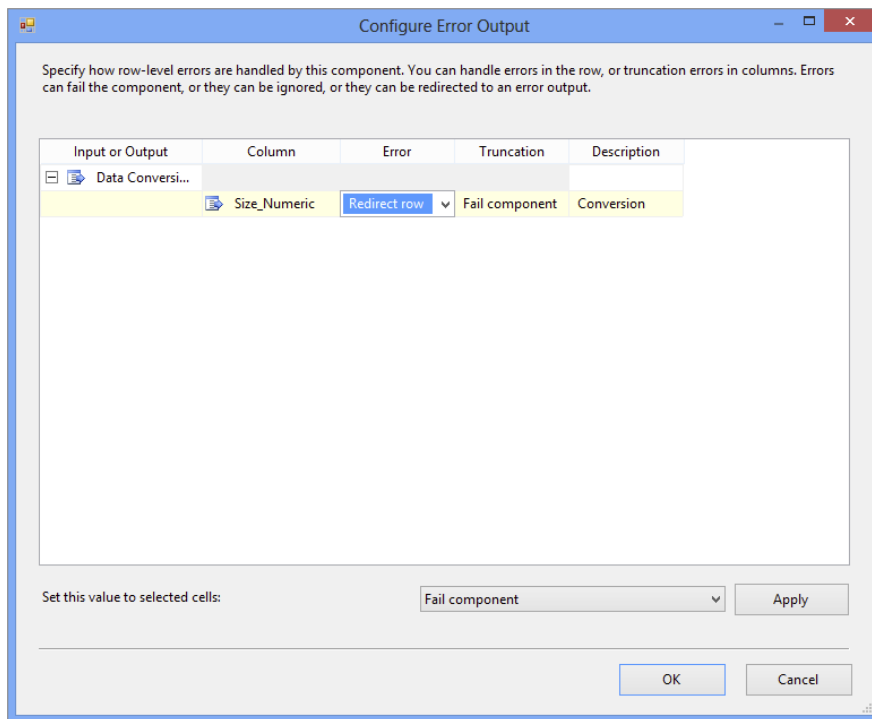 Configure Error Output
Specify how row-level errors are handled by this component. You can handle errors in the row, or truncation errors in columns. Errors
can fail the component, or they can be ignored, or they can be redirected to an error output.
Input or Output Column Error Truncation Description
Data Conversi...
Size_Numeric Redirect row Fail component Conversion
Set this value to selected cells: Fail component Apply
OK Cancel